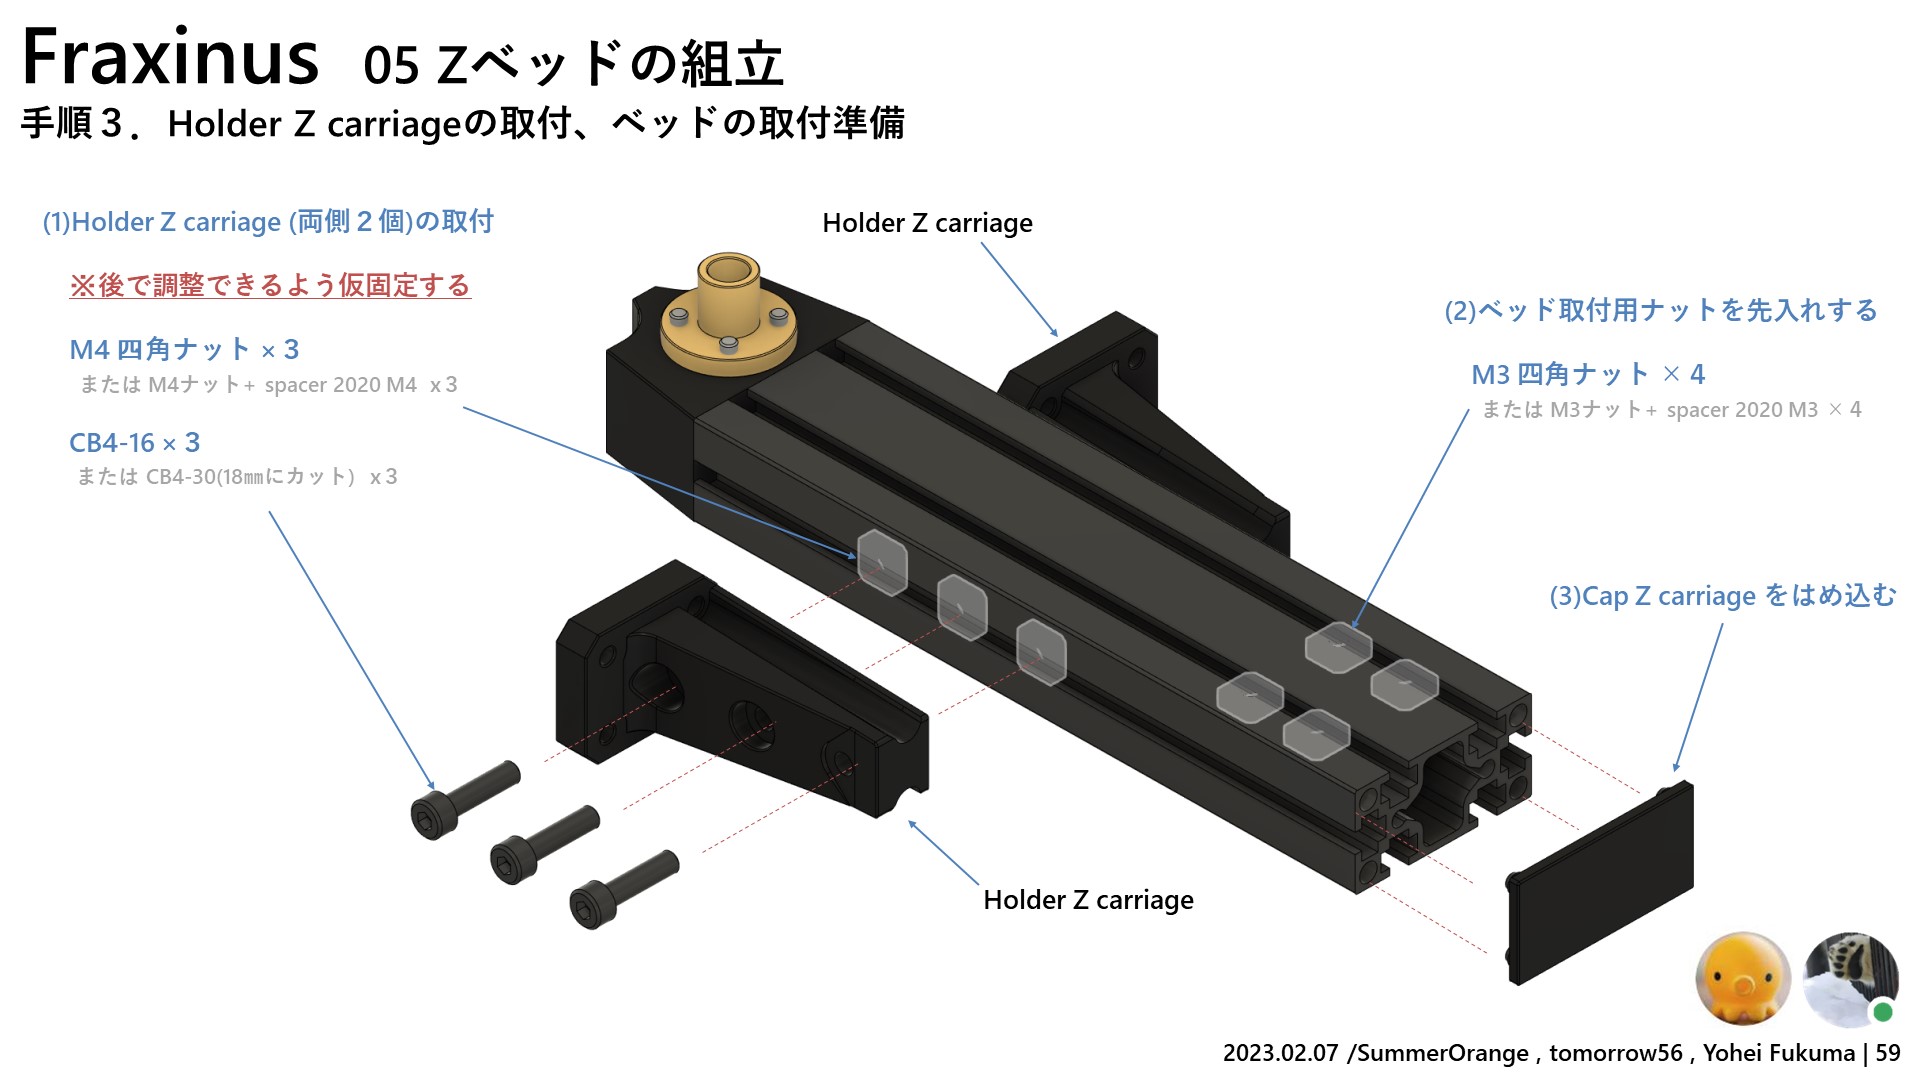 Fraxinus 05 Zベッドの組立
手順３．Holder Z carriageの取付、ベッドの取付準備
(1)Holder Z carriage (両側２個)の取付
※後で調整できるよう仮固定する
M4 四角ナット × 3
または M4ナット+ spacer 2020 M4 x 3
CB4-16 × 3
または CB4-30(18㎜にカット) x 3
Holder Z carriage
(2)ベッド取付用ナットを先入れする
M3 四角ナット × 4
または M3ナット+ spacer 2020 M3 × 4
(3)Cap Z carriage をはめ込む
Holder Z carriage
2023.02.07 /SummerOrange , tomorrow56 , Yohei Fukuma | 59